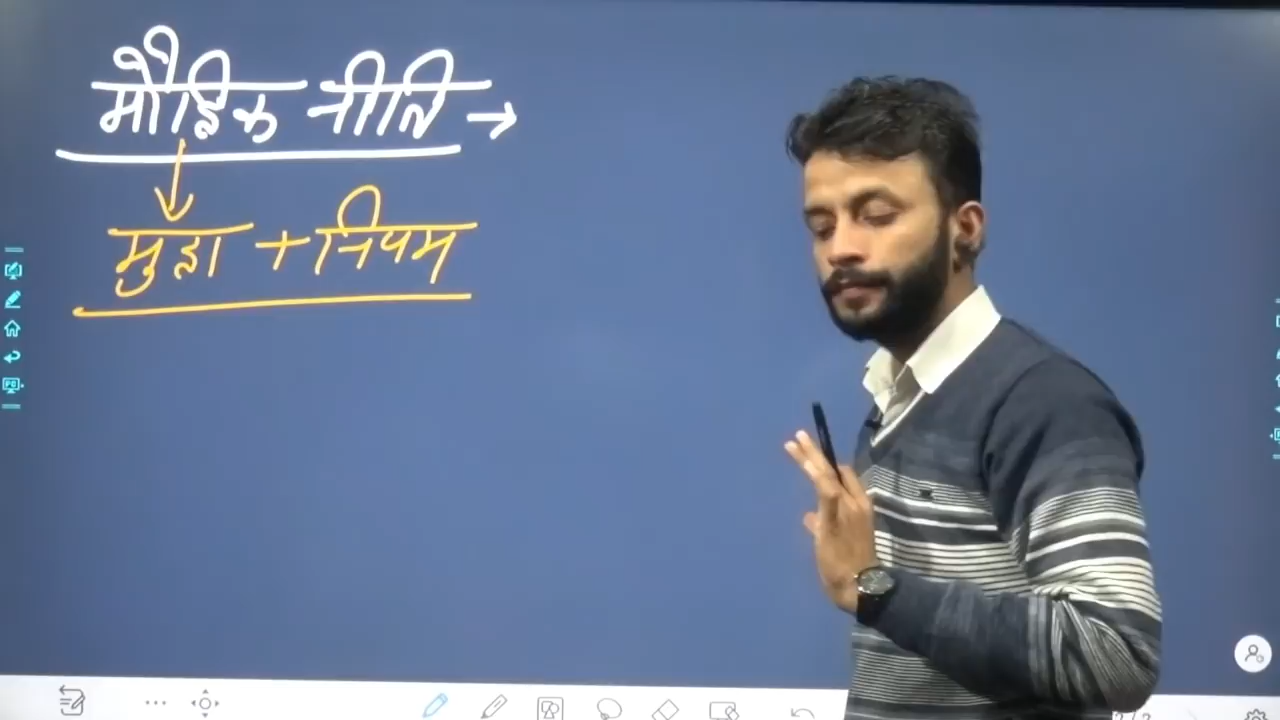 मौद्रिक नीति →
मुद्रा + नियम